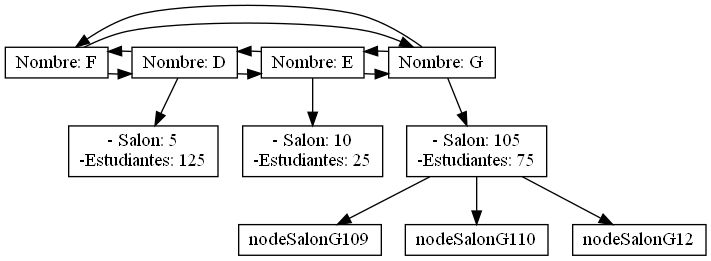 Nombre: F
Nombre: D
Nombre: E
Nombre: G
- Salon: 5
-Estudiantes: 125
- Salon: 10
-Estudiantes: 25
- Salon: 105
-Estudiantes: 75
nodeSalonG109
nodeSalonG110
nodeSalonG12